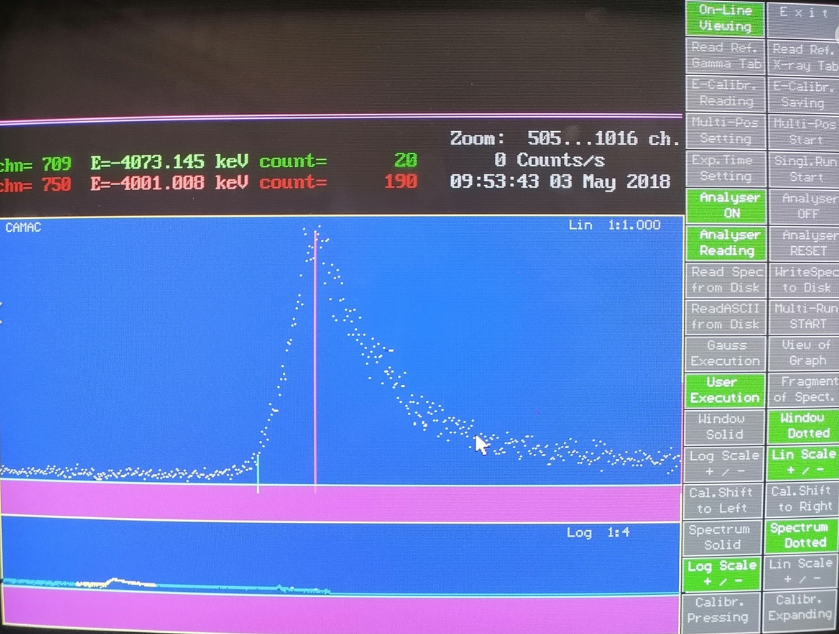 On-Line Viewing
E x i t
Read Ref. Gamma Tab
Read Ref. X-ray Tab
E-Calibr. Reading
E-Calibr. Saving
Multi-Pos Setting
Multi-Pos Start
Zoom: 505...1016 ch.
chn= 709 E=-4073.145 keV count= 20
0 Counts/s
chn= 750 E=-4001.008 keV count= 190
09:53:43 03 May 2018
Exp.Time Setting
Singl.Run Start
Analyser ON
Analyser OFF
CAMAC
Lin 1:1.000
Analyser Reading
Analyser RESET
Read Spec from Disk
WriteSpec to Disk
ReadASCII from Disk
Multi-Run START
Gauss Execution
View of Graph
User Execution
Fragment of Spect.
Window Solid
Window Dotted
Log Scale + / -
Lin Scale + / -
Cal.Shift to Left
Cal.Shift to Right
Log 1:4
Spectrum Solid
Spectrum Dotted
Log Scale + / -
Lin Scale + / -
Calibr. Pressing
Calibr. Expanding